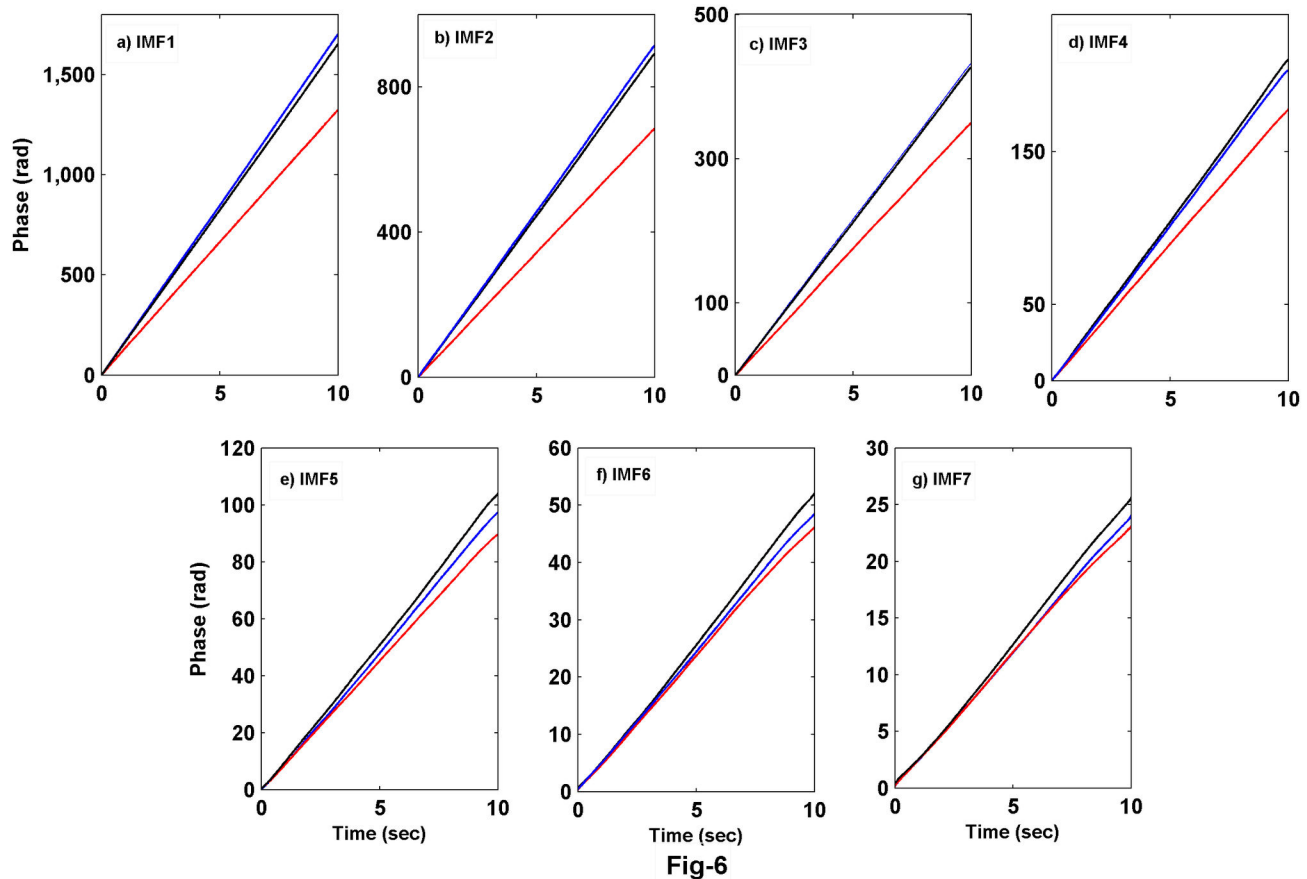 a) IMF1
1,500
1,000
500
0
0 5 10
Phase (rad)
b) IMF2
800
400
0
0 5 10
c) IMF3
500
300
100
0
0 5 10
d) IMF4
150
50
0
0 5 10
e) IMF5
120
100
80
60
40
20
0
0 5 10
Phase (rad)
Time (sec)
f) IMF6
60
50
40
30
20
10
0
0 5 10
Time (sec)
g) IMF7
30
25
20
15
10
5
0
0 5 10
Time (sec)
Fig-6